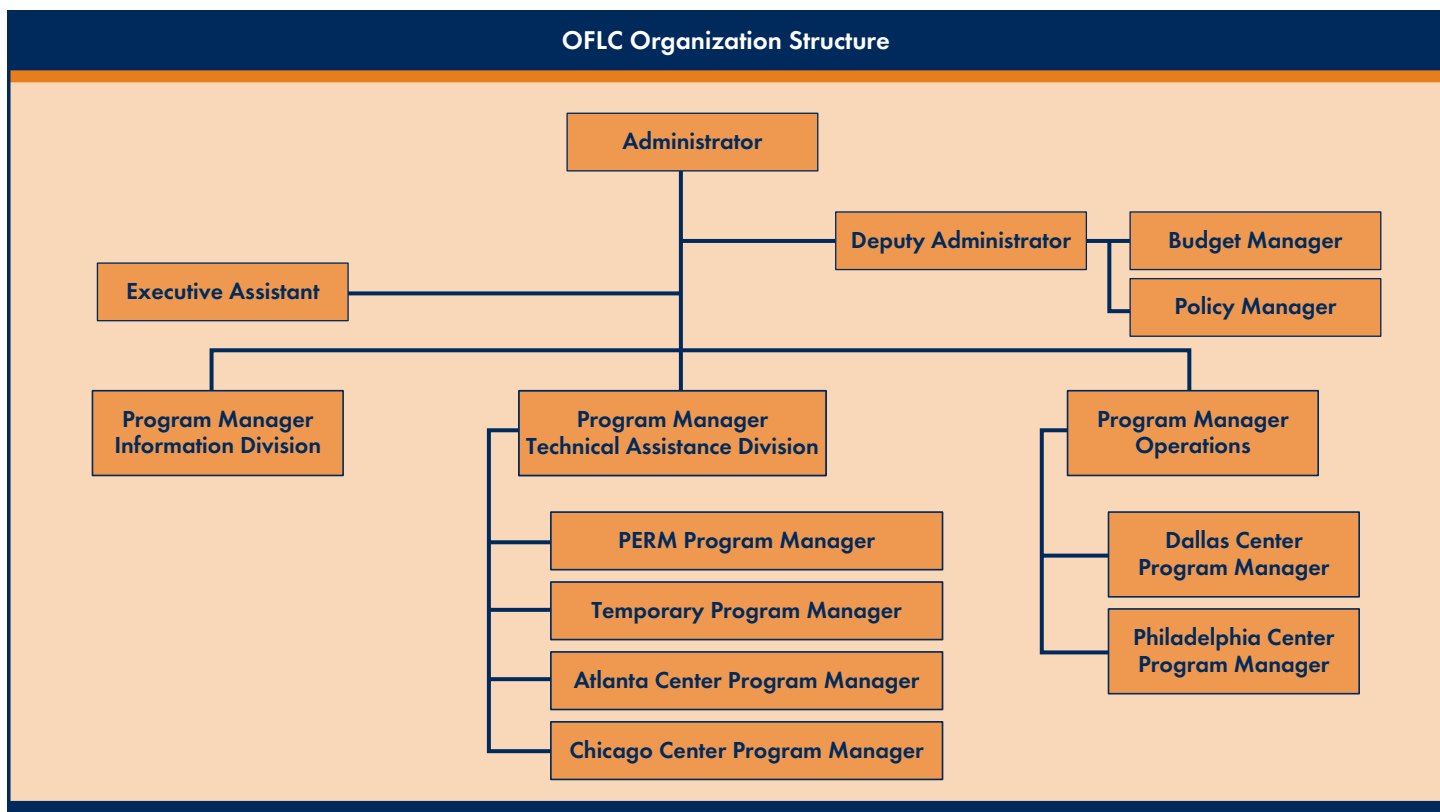 OFLC Organization Structure
Administrator
Deputy Administrator
Budget Manager
Executive Assistant
Policy Manager
Program Manager
Information Division
Program Manager
Technical Assistance Division
Program Manager
Operations
PERM Program Manager
Temporary Program Manager
Atlanta Center Program Manager
Chicago Center Program Manager
Dallas Center
Program Manager
Philadelphia Center
Program Manager